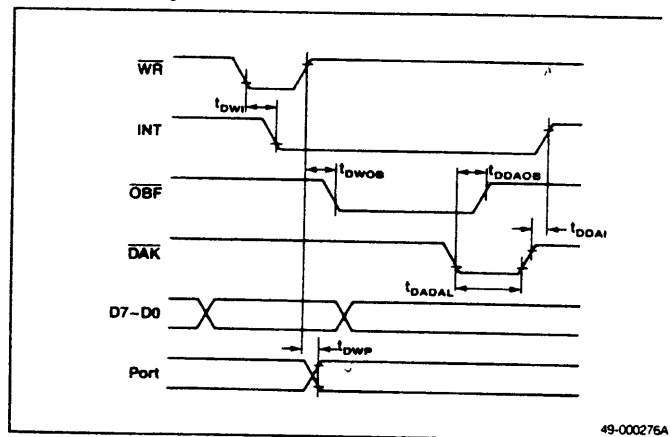 WR
tDWI
INT
tDWOB
tDDAOB
OBF
tDDAI
DAK
tDADAL
D7~D0
tDWP
Port
49-000276A